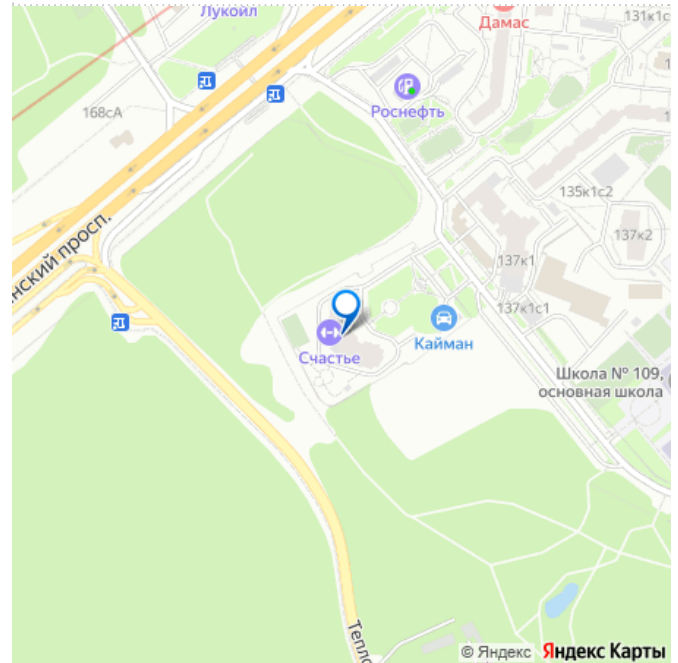 Лукойл
Дамас
131к1с
168сА
Роснефть
135к1с2
137к2
нский просп.
137к1
137к1с1
Счастье
Кайман
Школа № 109,
основная школа
Тепло
© Яндекс Яндекс Карты